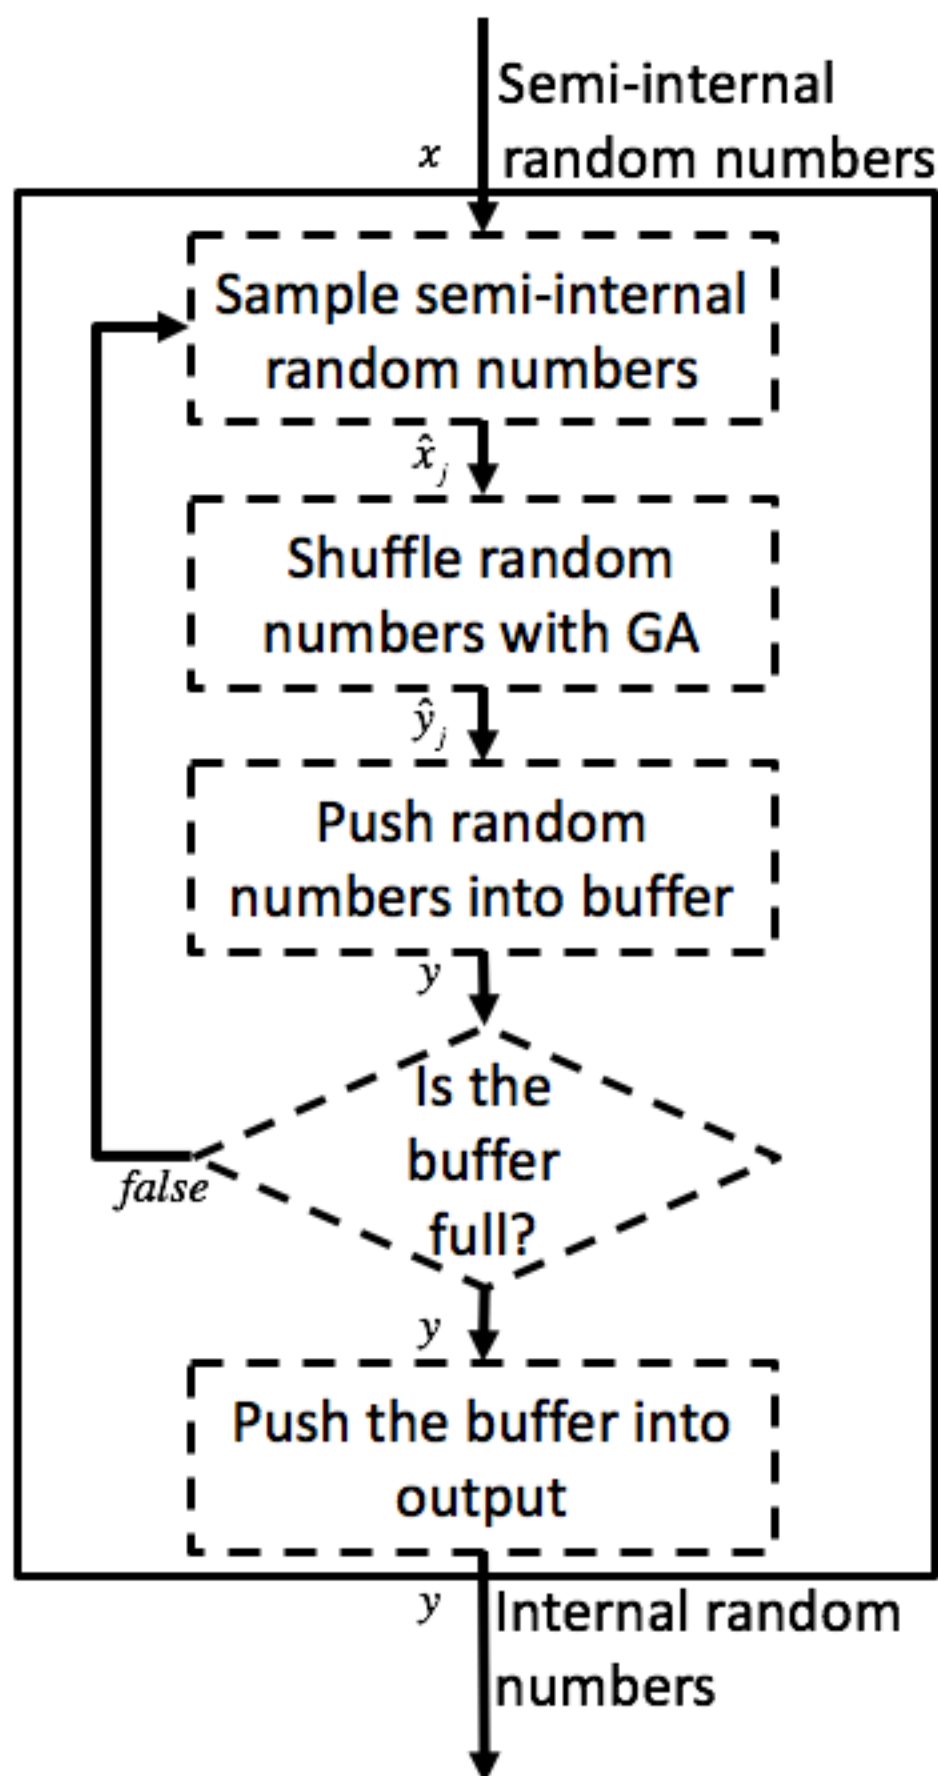 Semi-internal
x
random numbers
Sample semi-internal
random numbers
x̂ⱼ
Shuffle random
numbers with GA
ŷⱼ
Push random
numbers into buffer
y
Is the
buffer
false
full?
y
Push the buffer into
output
y
Internal random
numbers